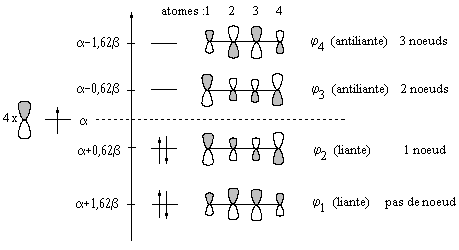 atomes :1 2 3 4
α−1,62β φ4 (antiliante) 3 noeuds
α−0,62β φ3 (antiliante) 2 noeuds
4 x α
α+0,62β φ2 (liante) 1 noeud
α+1,62β φ1 (liante) pas de noeud